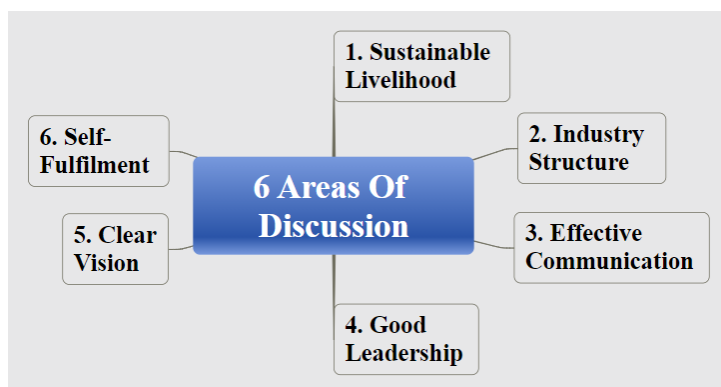 1. Sustainable
Livelihood
6. Self-
Fulfilment
2. Industry
Structure
6 Areas Of
Discussion
5. Clear
Vision
3. Effective
Communication
4. Good
Leadership